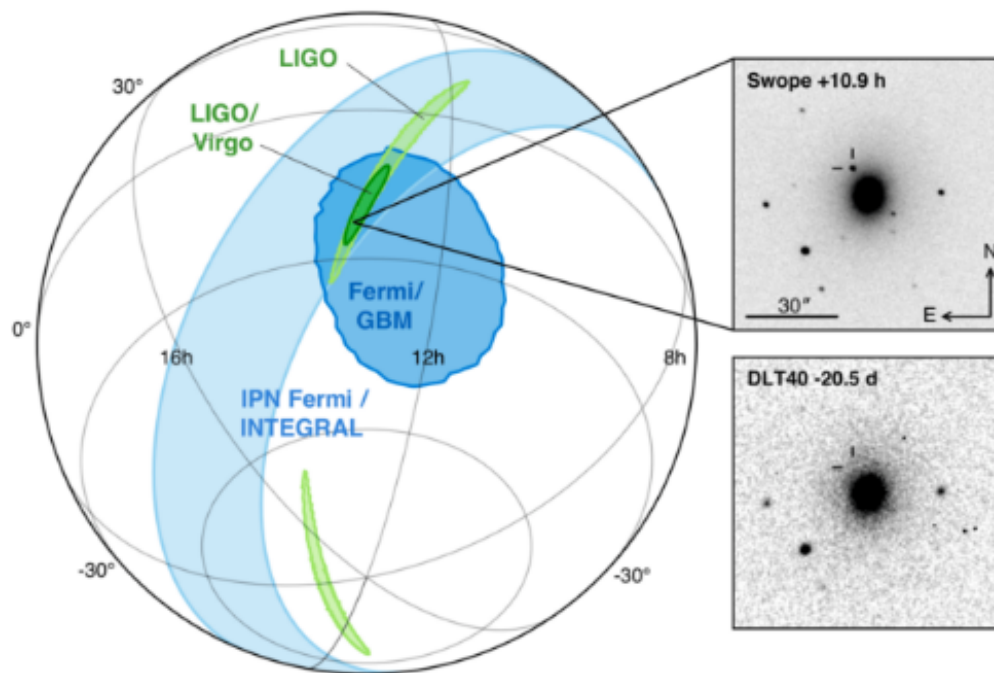 30°
LIGO
LIGO/
Virgo
0°
16h
Fermi/
GBM
12h
8h
IPN Fermi /
INTEGRAL
-30°
-30°
Swope +10.9 h
30"
N
E
DLT40 -20.5 d